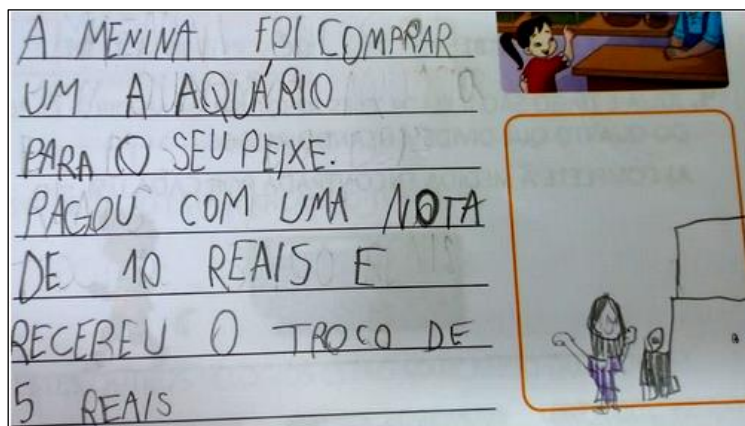 A MENINA FOI COMPRAR
UM A AQUÁRIO
PARA O SEU PEIXE.
PAGOU COM UMA NOTA
DE 10 REAIS E
RECEBEU O TROCO DE
5 REAIS